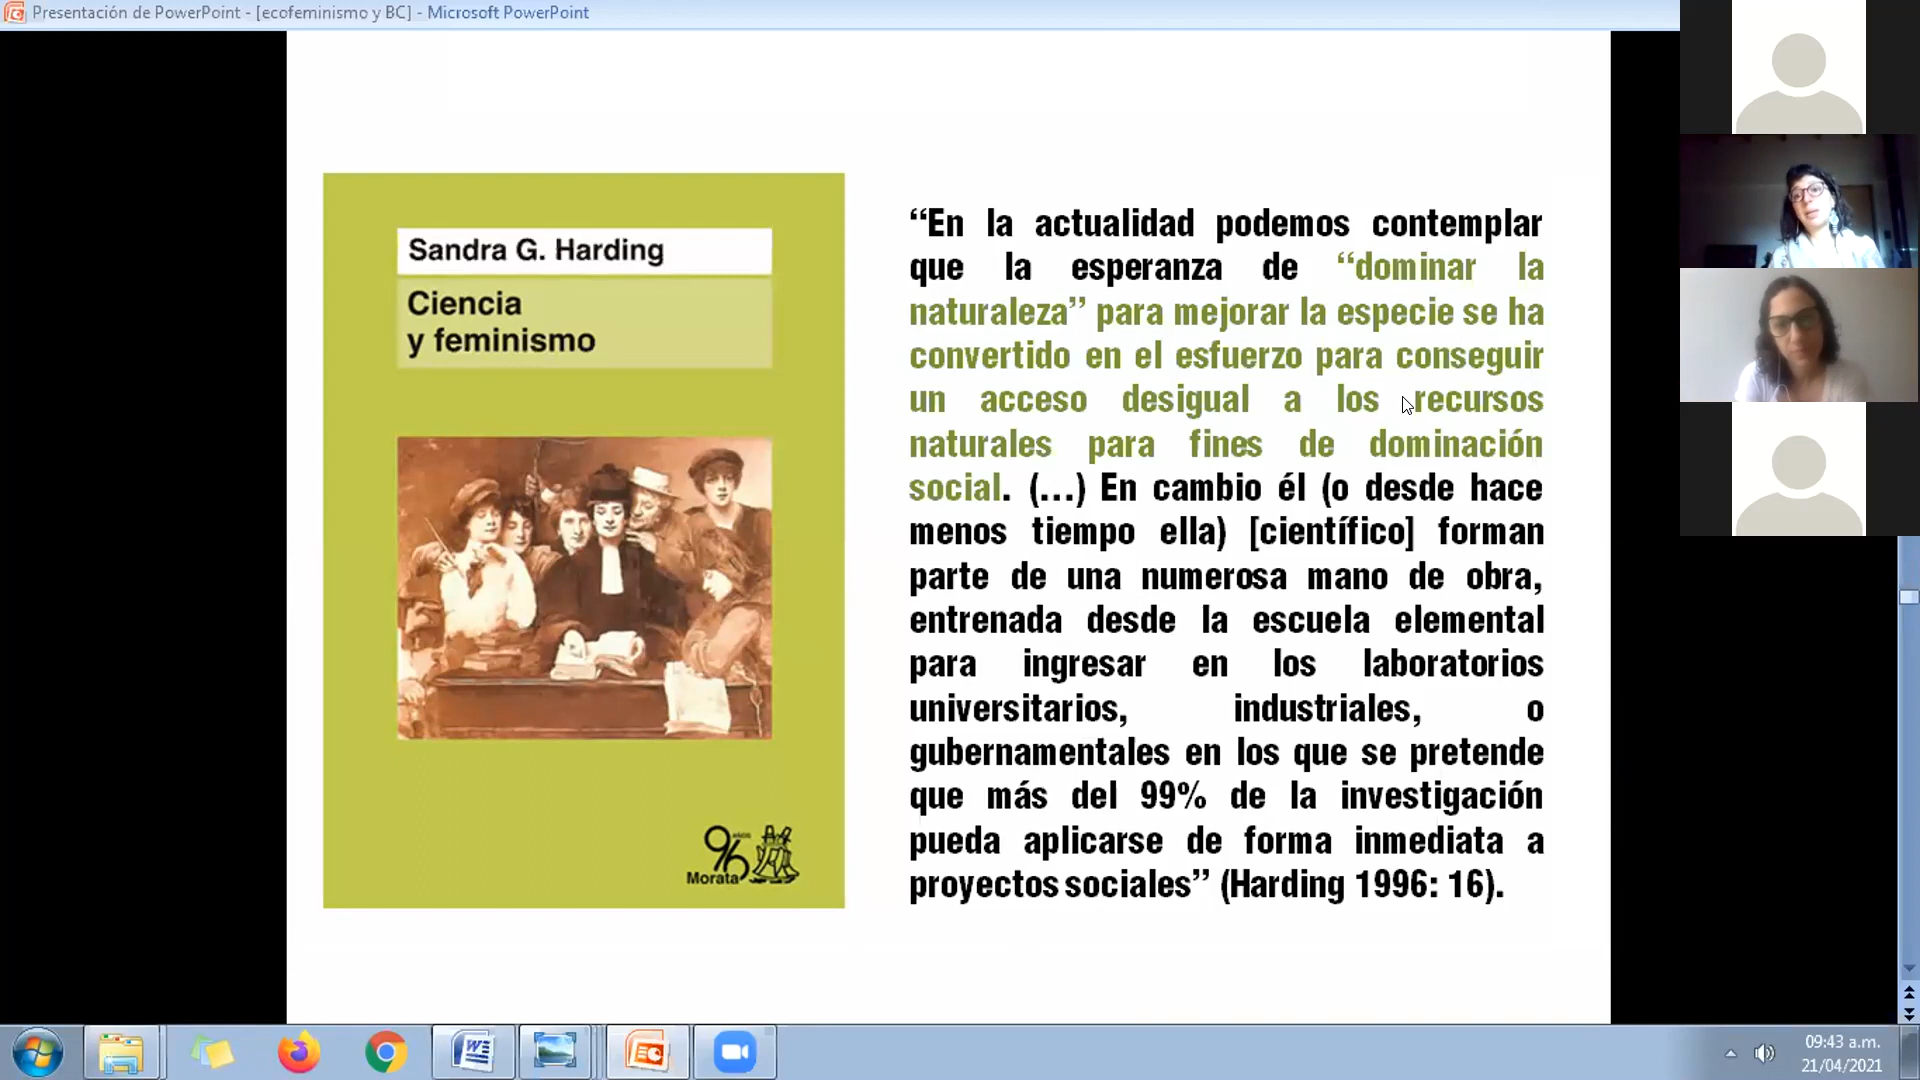 Presentación de PowerPoint - [ecofeminismo y BC] - Microsoft PowerPoint
Sandra G. Harding
Ciencia
y feminismo
96 AÑOS
Morata
“En la actualidad podemos contemplar
que la esperanza de “dominar la
naturaleza” para mejorar la especie se ha
convertido en el esfuerzo para conseguir
un acceso desigual a los recursos
naturales para fines de dominación
social. (…) En cambio él (o desde hace
menos tiempo ella) [científico] forman
parte de una numerosa mano de obra,
entrenada desde la escuela elemental
para ingresar en los laboratorios
universitarios, industriales, o
gubernamentales en los que se pretende
que más del 99% de la investigación
pueda aplicarse de forma inmediata a
proyectos sociales” (Harding 1996: 16).
09:43 a.m.
21/04/2021